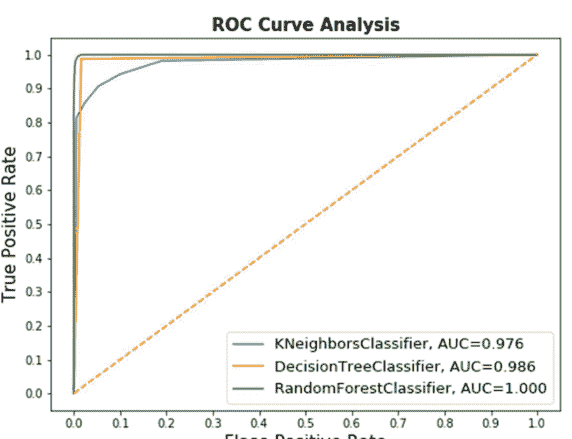 ROC Curve Analysis
True Positive Rate
1.0
0.9
0.8
0.7
0.6
0.5
0.4
0.3
0.2
0.1
0.0
KNeighborsClassifier, AUC=0.976
DecisionTreeClassifier, AUC=0.986
RandomForestClassifier, AUC=1.000
0.0 0.1 0.2 0.3 0.4 0.5 0.6 0.7 0.8 0.9 1.0
Flase Positive Rate